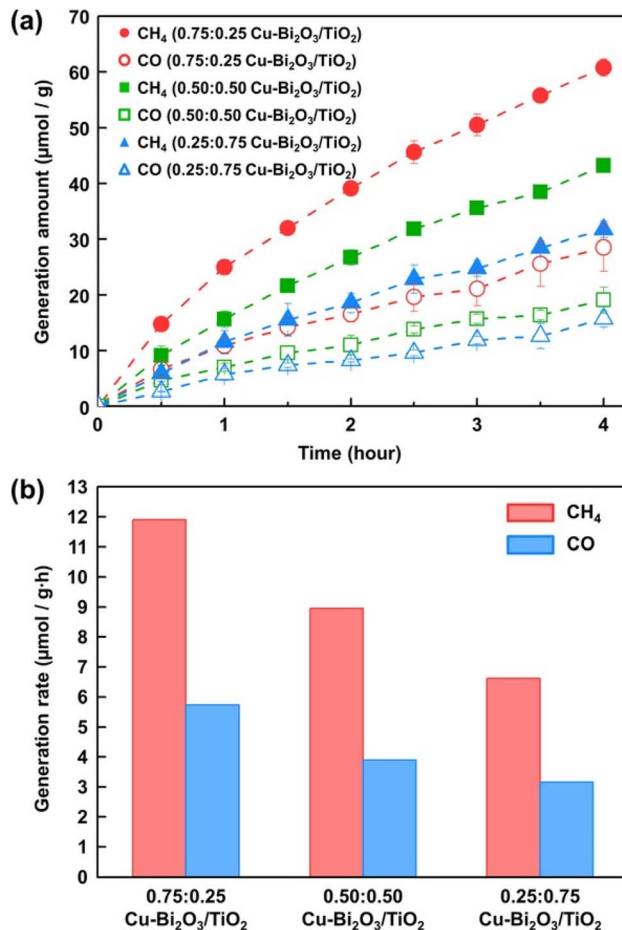 (a)
70
60
50
40
30
20
10
0
Generation amount (μmol / g)
CH₄ (0.75:0.25 Cu-Bi₂O₃/TiO₂)
CO (0.75:0.25 Cu-Bi₂O₃/TiO₂)
CH₄ (0.50:0.50 Cu-Bi₂O₃/TiO₂)
CO (0.50:0.50 Cu-Bi₂O₃/TiO₂)
CH₄ (0.25:0.75 Cu-Bi₂O₃/TiO₂)
CO (0.25:0.75 Cu-Bi₂O₃/TiO₂)
0 1 2 3 4
Time (hour)
(b)
13
12
11
10
9
8
7
6
5
4
3
2
1
0
Generation rate (μmol / g·h)
CH₄
CO
0.75:0.25 0.50:0.50 0.25:0.75
Cu-Bi₂O₃/TiO₂ Cu-Bi₂O₃/TiO₂ Cu-Bi₂O₃/TiO₂